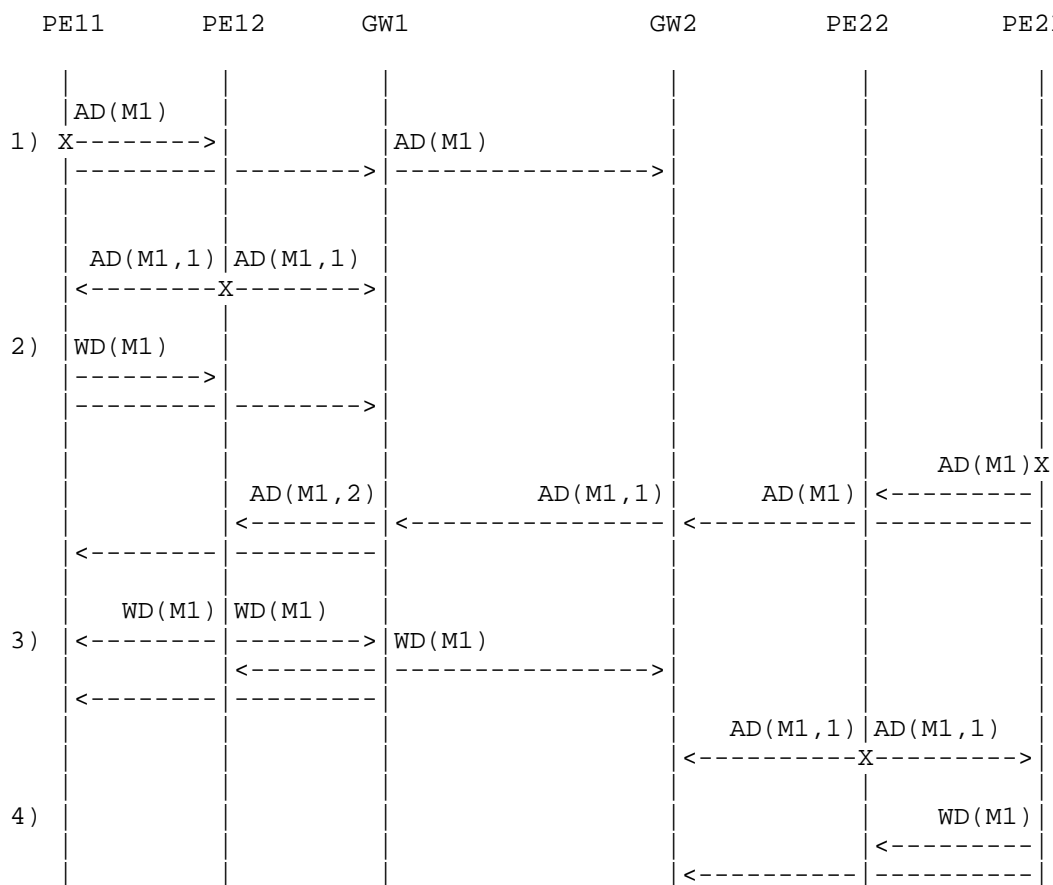 PE11 PE12 GW1 GW2 PE22 PE2
AD(M1)
1) X-------->| |AD(M1)
|---------|-------->|---------------->|
AD(M1,1)|AD(M1,1)
|<--------X-------->|
2) |WD(M1)
|-------->|
|---------|-------->|
AD(M1)X
AD(M1,2)| AD(M1,1)| AD(M1)|<---------
|<--------|<----------------|<----------|----------|
|<--------|---------|
WD(M1)|WD(M1)
3) |<--------|-------->|WD(M1)
|<--------|---------------->|
|<--------|---------|
AD(M1,1)|AD(M1,1)
|<----------X--------->|
4) WD(M1)|
|<---------|
|<----------|----------|